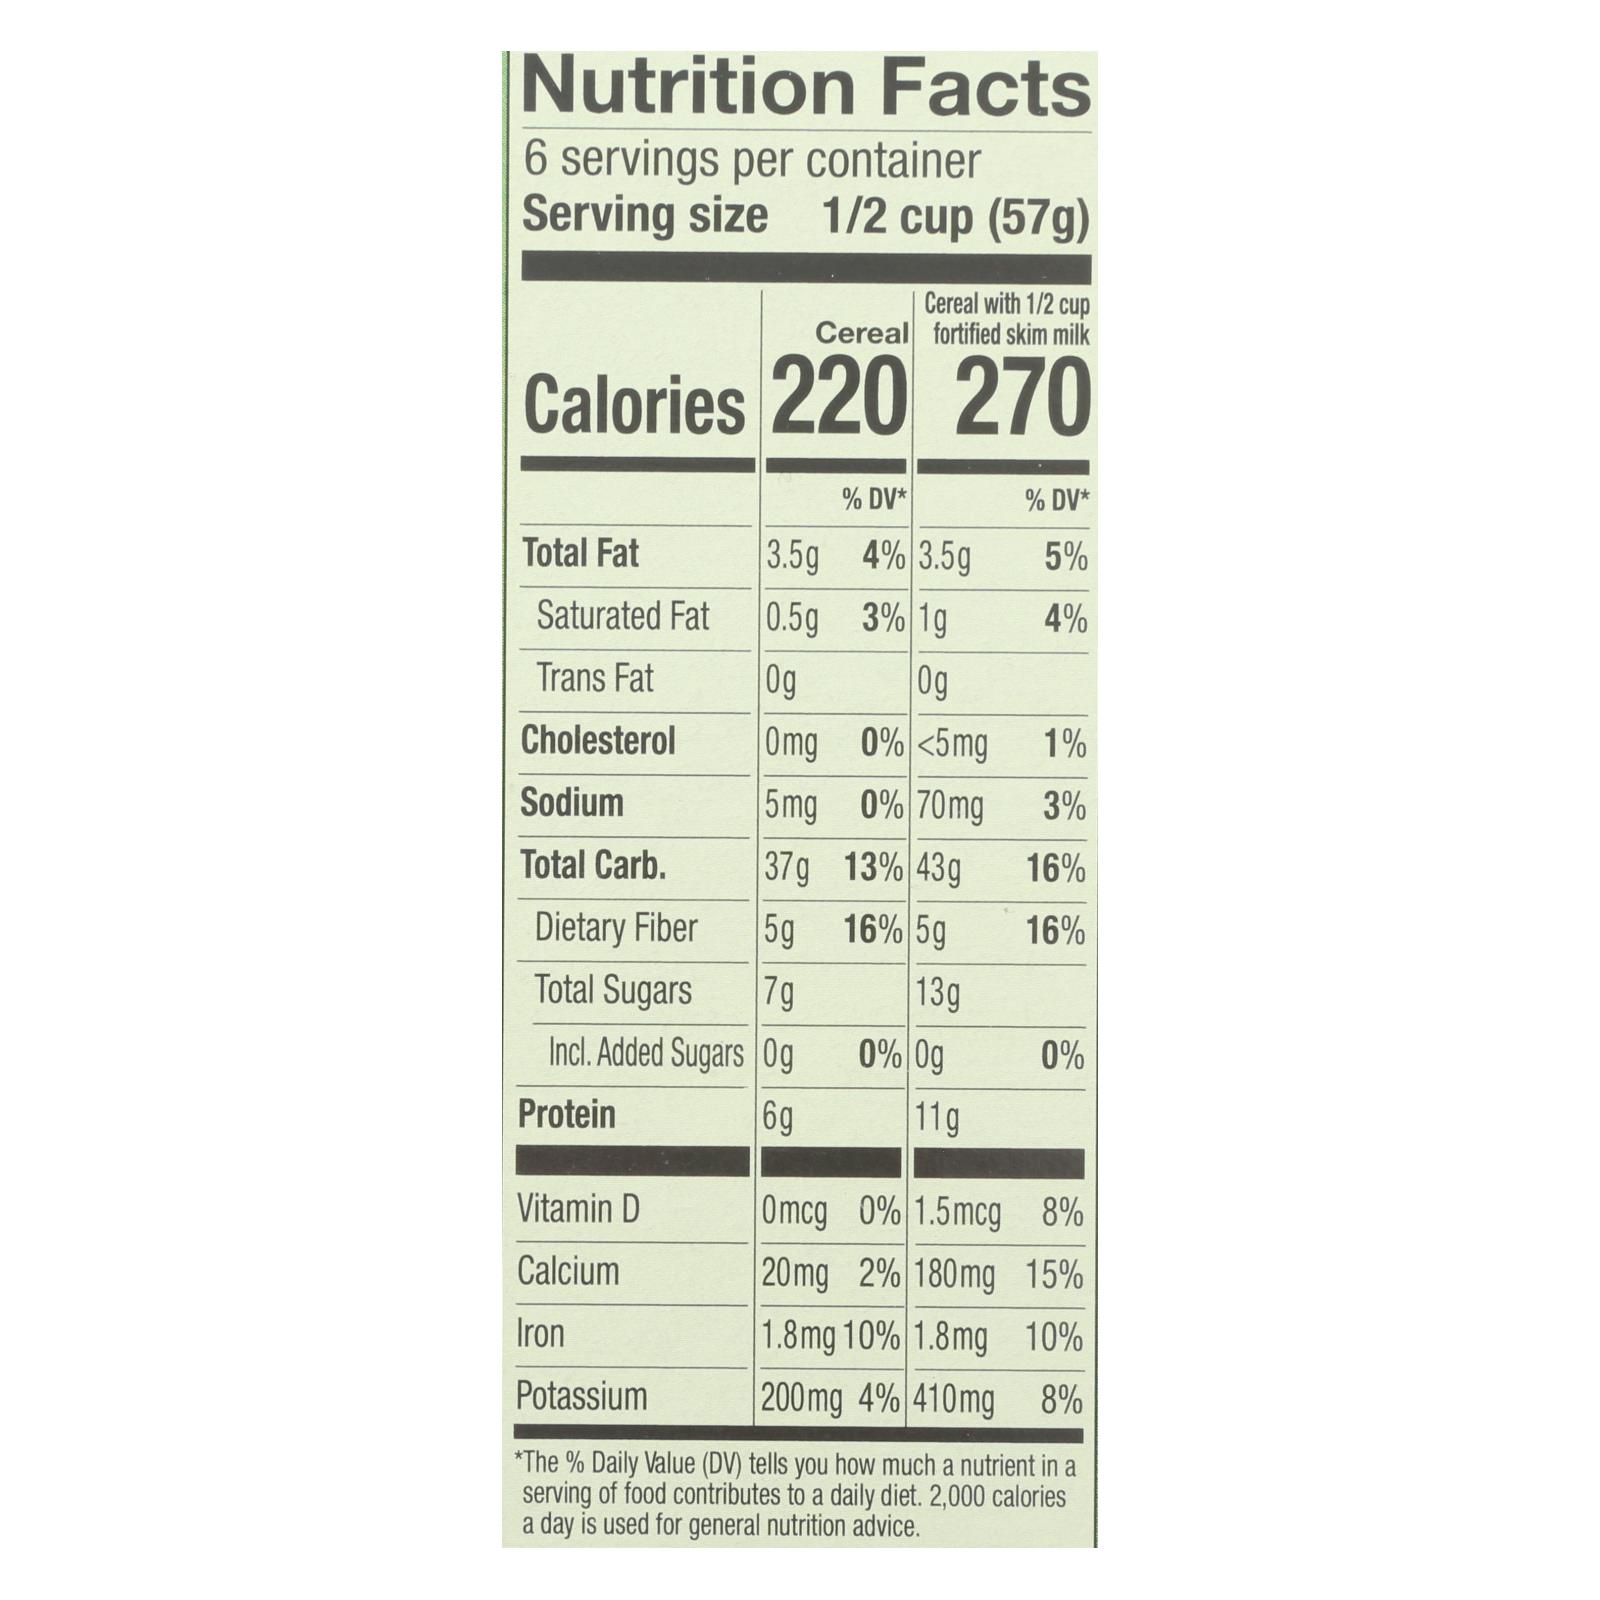 Nutrition Facts
6 servings per container
Serving size 1/2 cup (57g)
Cereal
Cereal with 1/2 cup
fortified skim milk
Calories 220 270
% DV* % DV*
Total Fat 3.5g 4% 3.5g 5%
Saturated Fat 0.5g 3% 1g 4%
Trans Fat 0g 0g
Cholesterol 0mg 0% <5mg 1%
Sodium 5mg 0% 70mg 3%
Total Carb. 37g 13% 43g 16%
Dietary Fiber 5g 16% 5g 16%
Total Sugars 7g 13g
Incl. Added Sugars 0g 0% 0g 0%
Protein 6g 11g
Vitamin D 0mcg 0% 1.5mcg 8%
Calcium 20mg 2% 180mg 15%
Iron 1.8mg 10% 1.8mg 10%
Potassium 200mg 4% 410mg 8%
*The % Daily Value (DV) tells you how much a nutrient in a
serving of food contributes to a daily diet. 2,000 calories
a day is used for general nutrition advice.